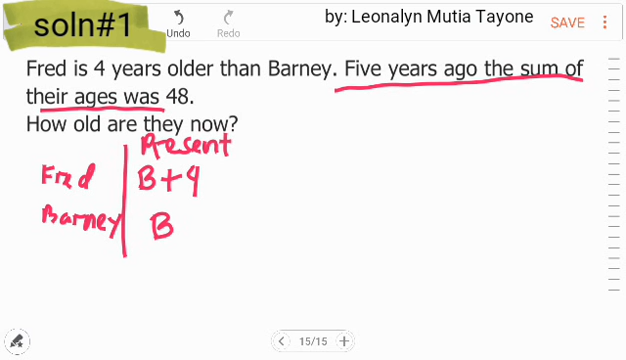 soln#1
Undo
Redo
by: Leonalyn Mutia Tayone
SAVE
Fred is 4 years older than Barney. Five years ago the sum of
their ages was 48.
How old are they now?
Present
Fred B+4
Barney B
15/15